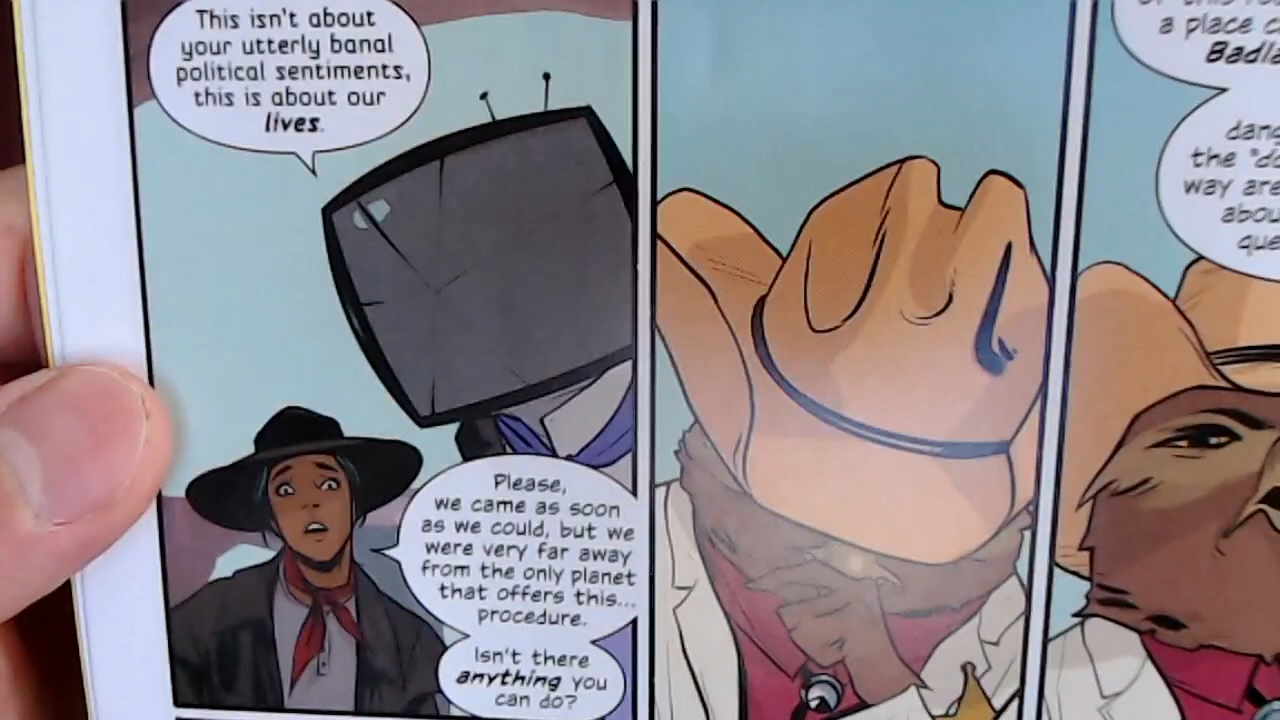 This isn't about
your utterly banal
political sentiments,
this is about our
lives.
Please,
we came as soon
as we could, but we
were very far away
from the only planet
that offers this...
procedure.
Isn't there
anything you
can do?
a place
the
way are